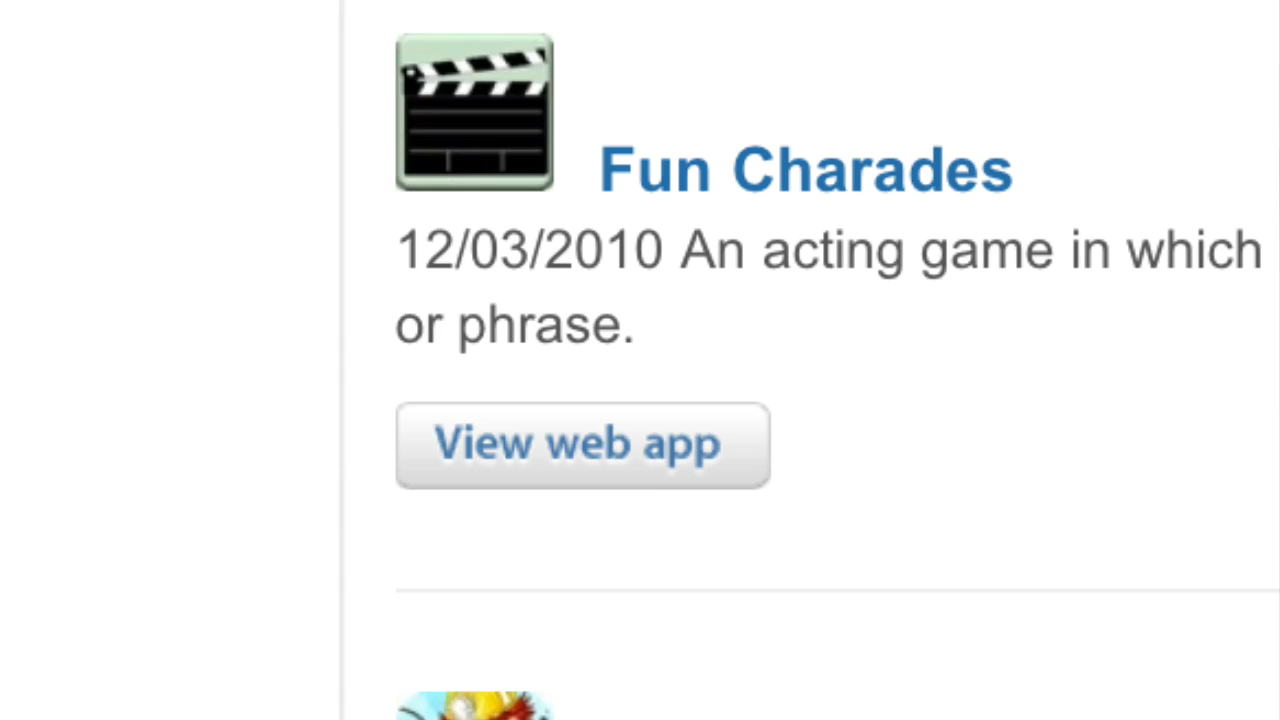 Fun Charades
12/03/2010 An acting game in which
or phrase.
View web app